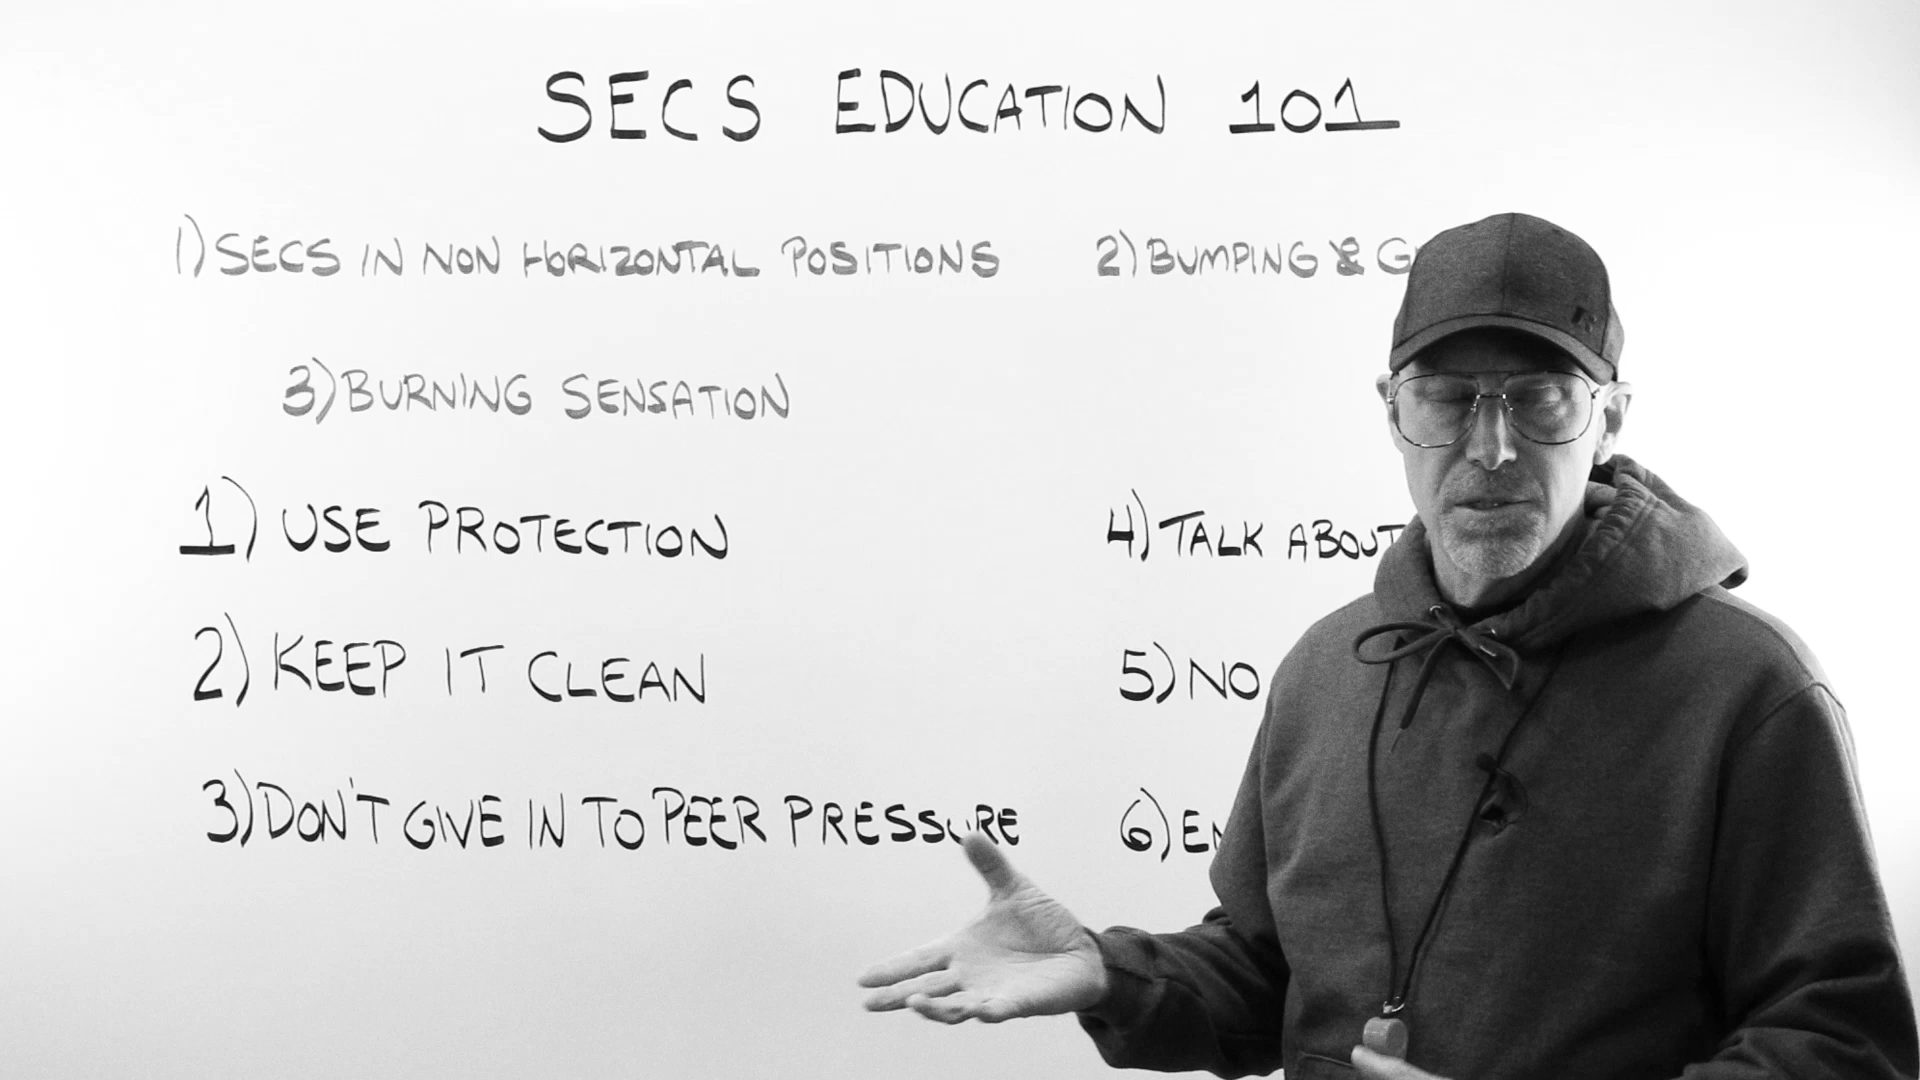 SECS EDUCATION 101
1) SECS IN NON HORIZONTAL POSITIONS
2) BUMPING & G
3) BURNING SENSATION
1) USE PROTECTION
4) TALK ABOUT
2) KEEP IT CLEAN
5) NO
3) DON'T GIVE IN TO PEER PRESSURE
6) EN